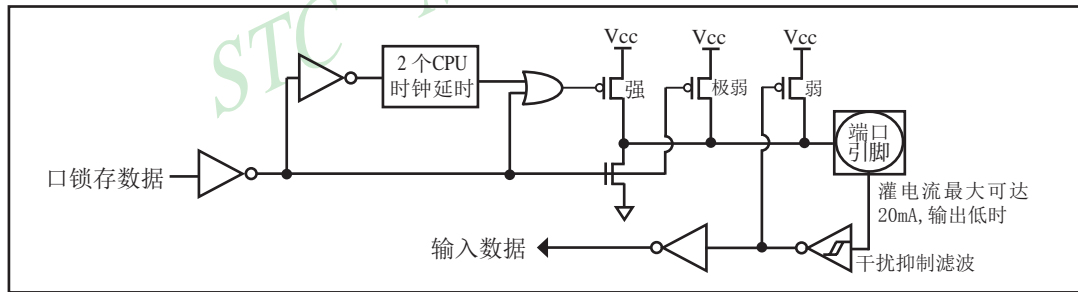 STC
Vcc
Vcc
Vcc
2个CPU
时钟延时
强
极弱
弱
端口
引脚
口锁存数据
灌电流最大可达
20mA,输出低时
输入数据
干扰抑制滤波